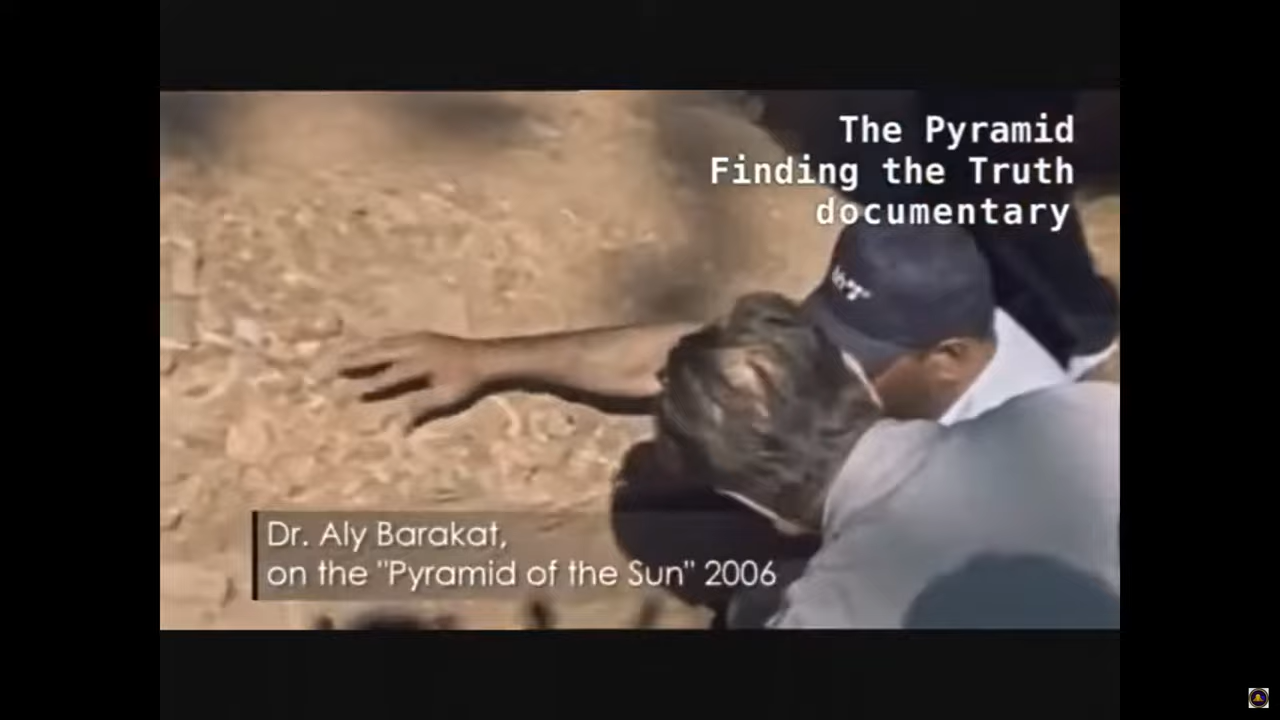 The Pyramid
Finding the Truth
documentary
Dr. Aly Barakat,
on the "Pyramid of the Sun" 2006